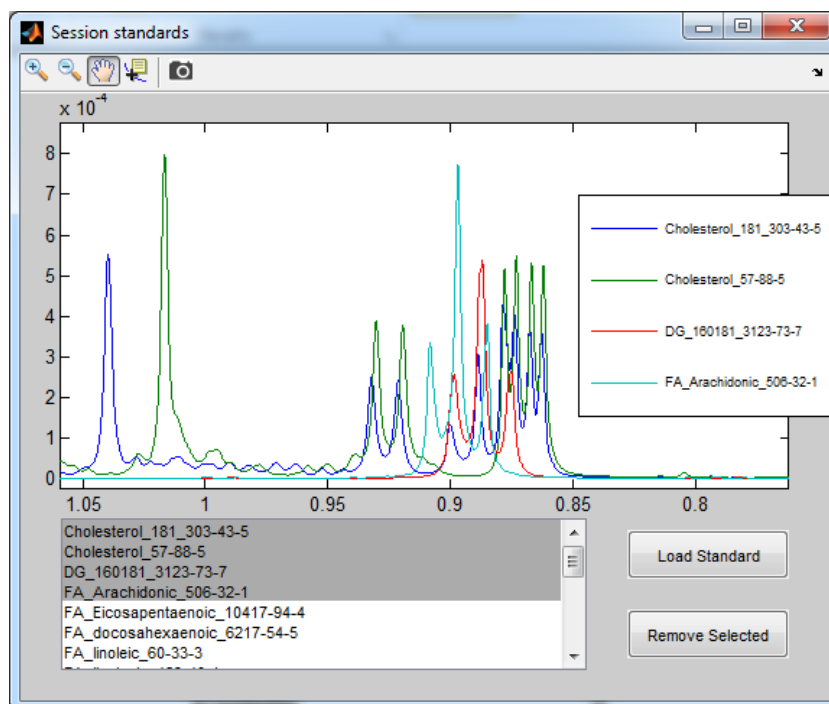 Session standards
x 10-4
8
7
6
5
4
3
2
1
0
1.05 1 0.95 0.9 0.85 0.8
Cholesterol_181_303-43-5
Cholesterol_57-88-5
DG_160181_3123-73-7
FA_Arachidonic_506-32-1
Cholesterol_181_303-43-5
Cholesterol_57-88-5
DG_160181_3123-73-7
FA_Arachidonic_506-32-1
FA_Eicosapentaenoic_10417-94-4
FA_docosahexaenoic_6217-54-5
FA_linoleic_60-33-3
Load Standard
Remove Selected